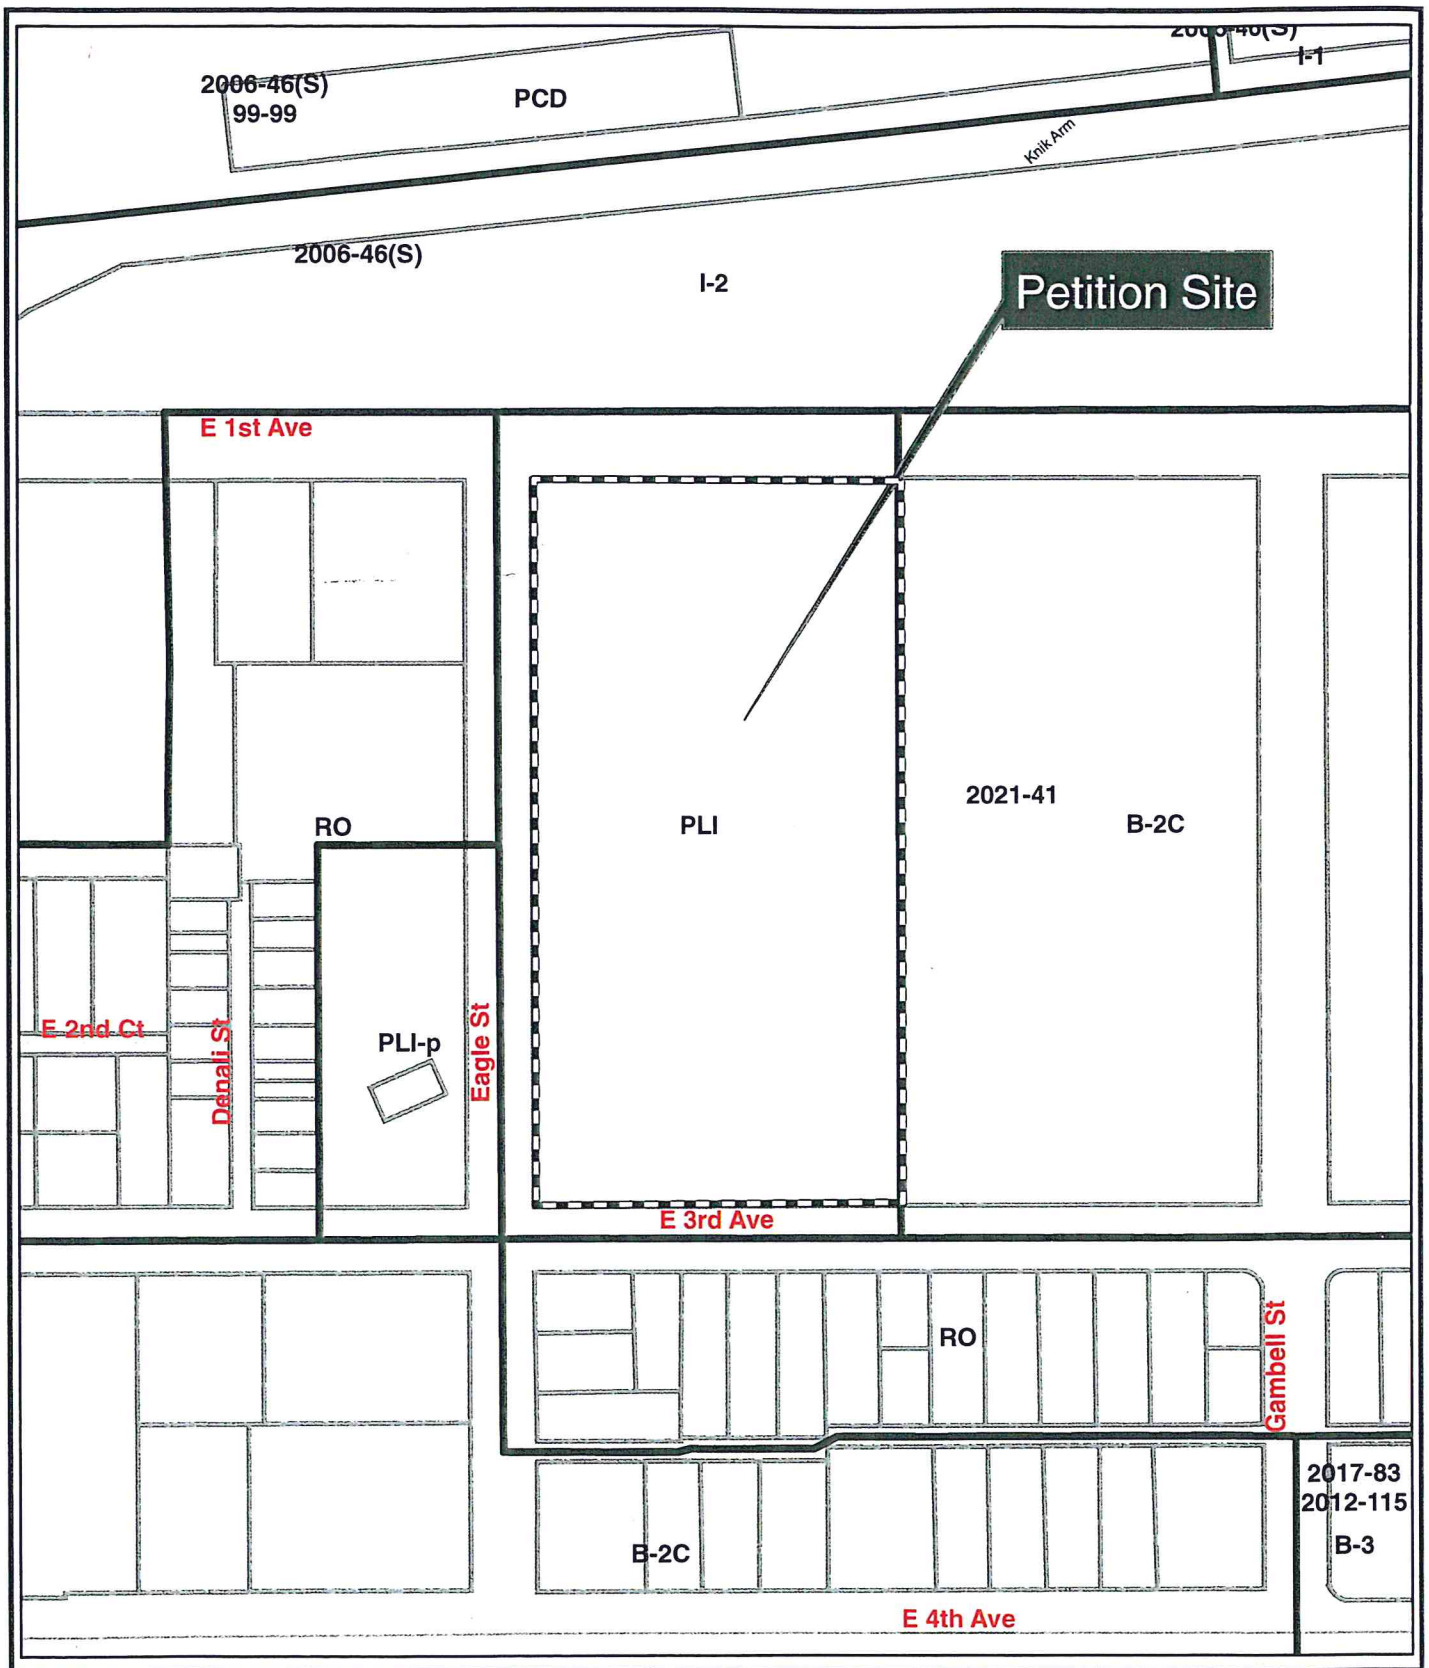 2006-46(S)
I-1
2006-46(S)
99-99
PCD
Knik Arm
2006-46(S)
I-2
Petition Site
E 1st Ave
2021-41
B-2C
PLI
RO
E 2nd Ct
Denali St
PLI-p
Eagle St
E 3rd Ave
RO
Gambell St
2017-83
2012-115
B-3
B-2C
E 4th Ave